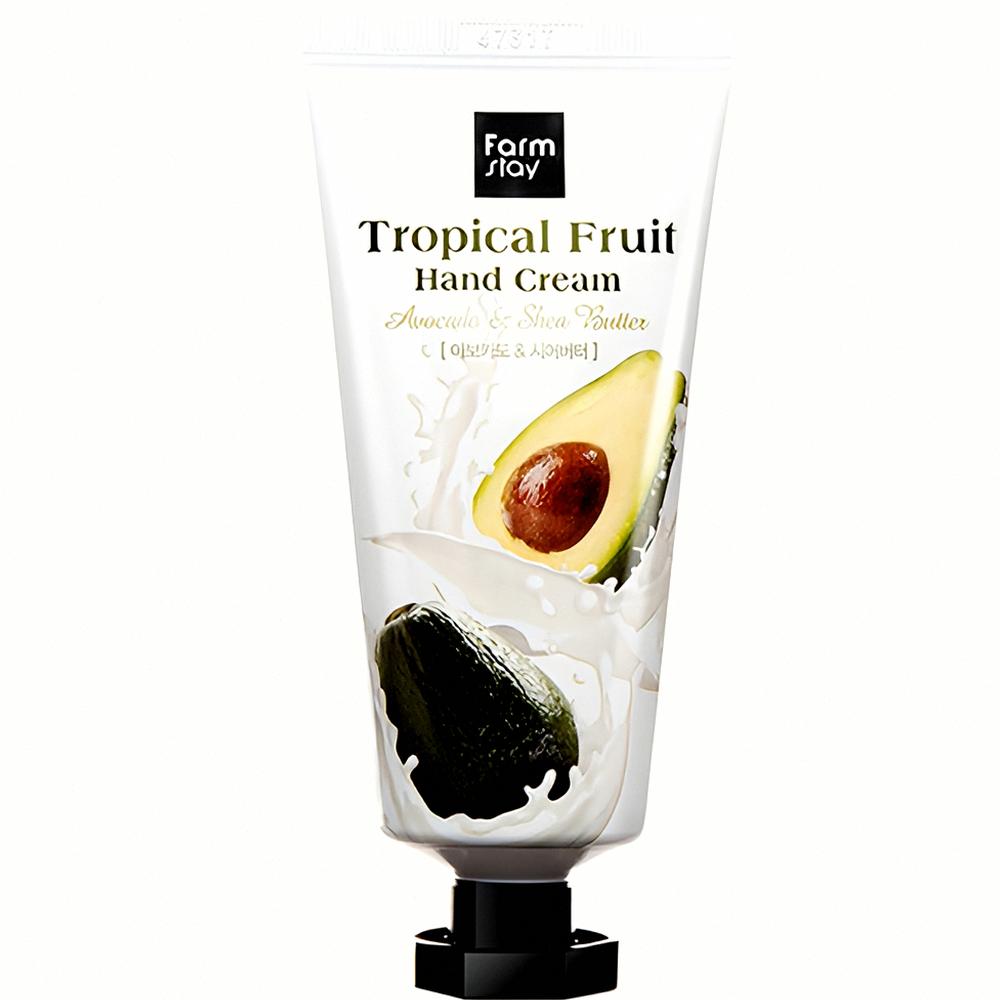 Farm
stay
Tropical Fruit
Hand Cream
Avocado & Shea Butter
[ 아보카도 & 시어버터 ]